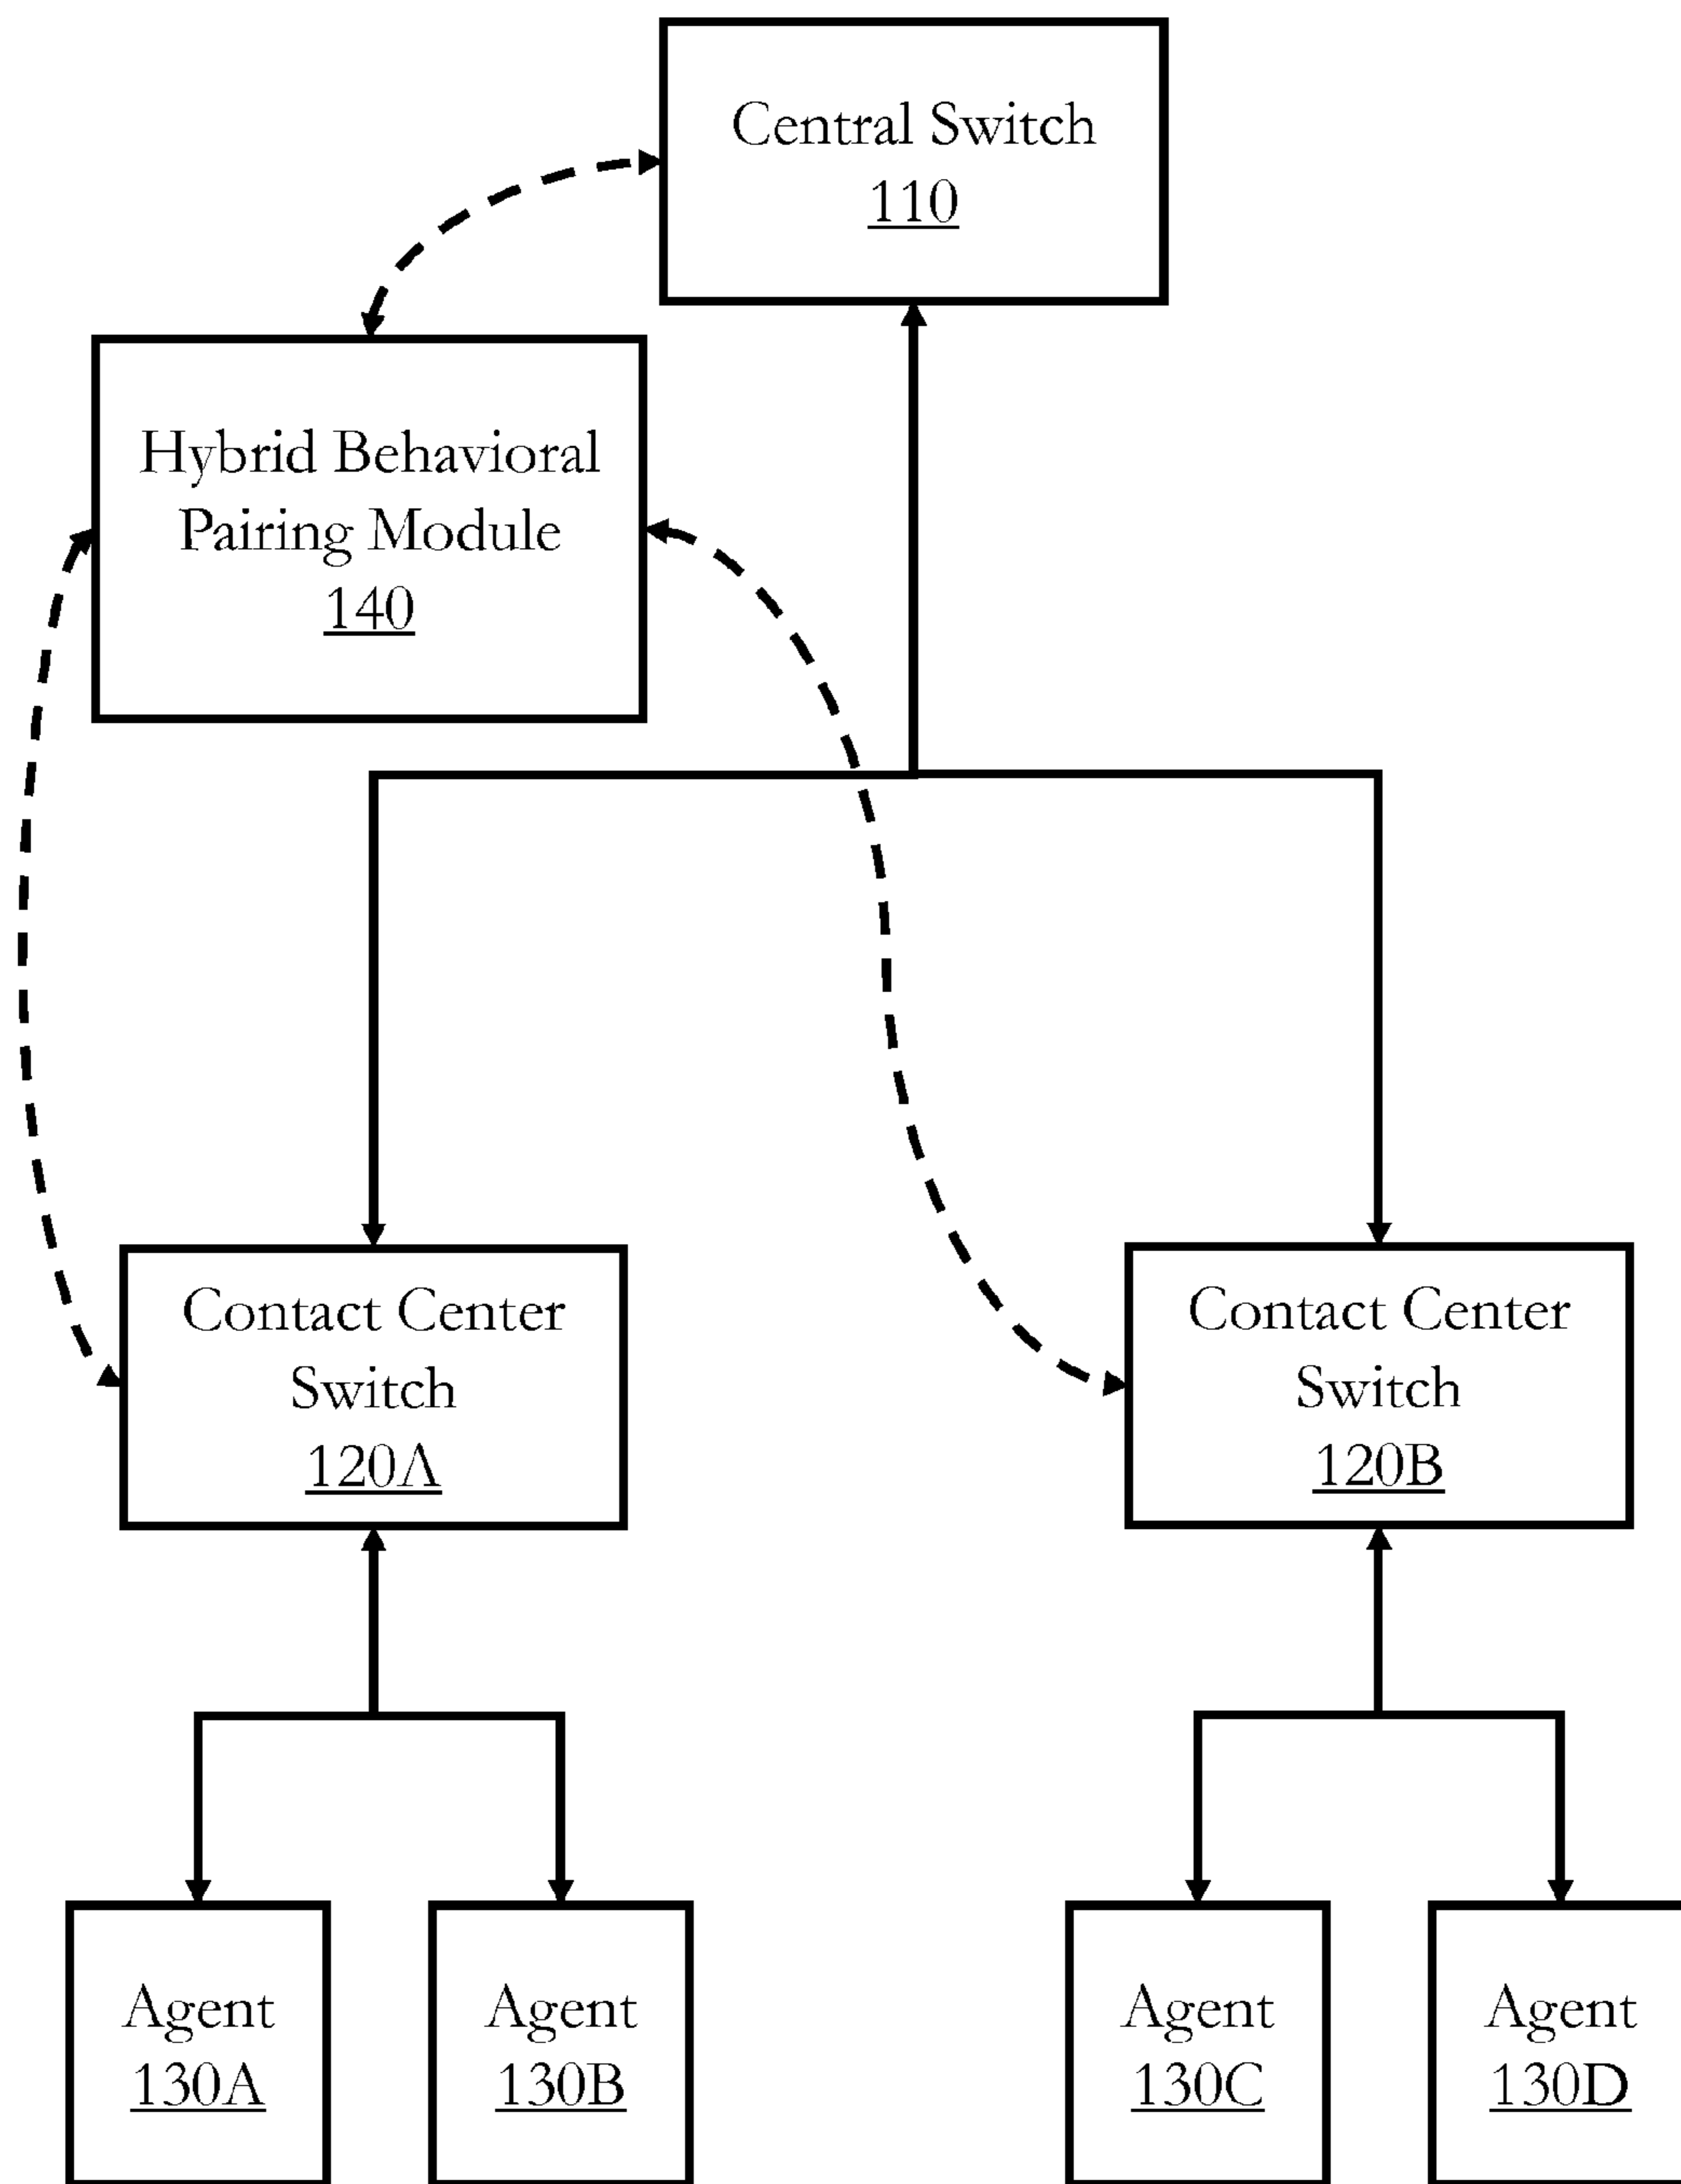 Central Switch
110
Hybrid Behavioral
Pairing Module
140
Contact Center
Switch
120A
Contact Center
Switch
120B
Agent
130A
Agent
130B
Agent
130C
Agent
130D